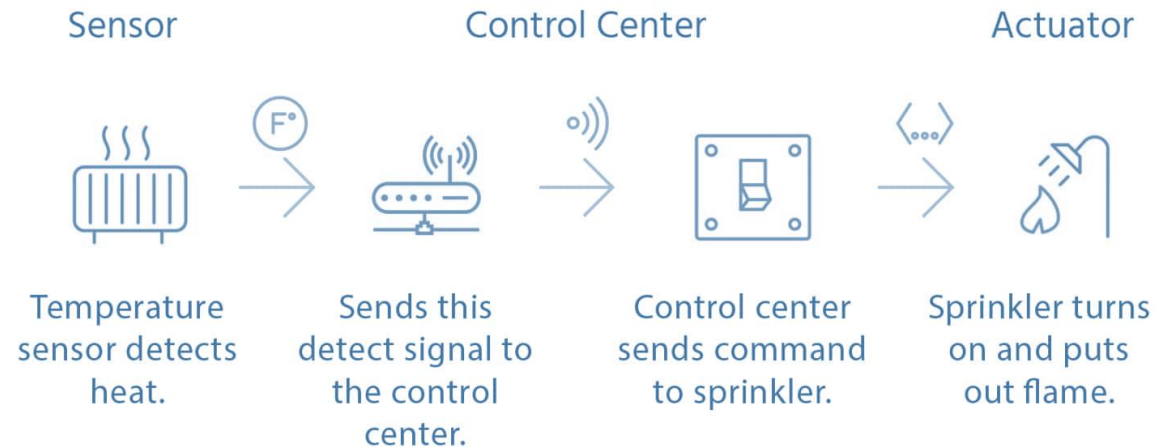 Sensor
Control Center
Actuator
F°
Temperature
sensor detects
heat.
Sends this
detect signal to
the control
center.
Control center
sends command
to sprinkler.
Sprinkler turns
on and puts
out flame.